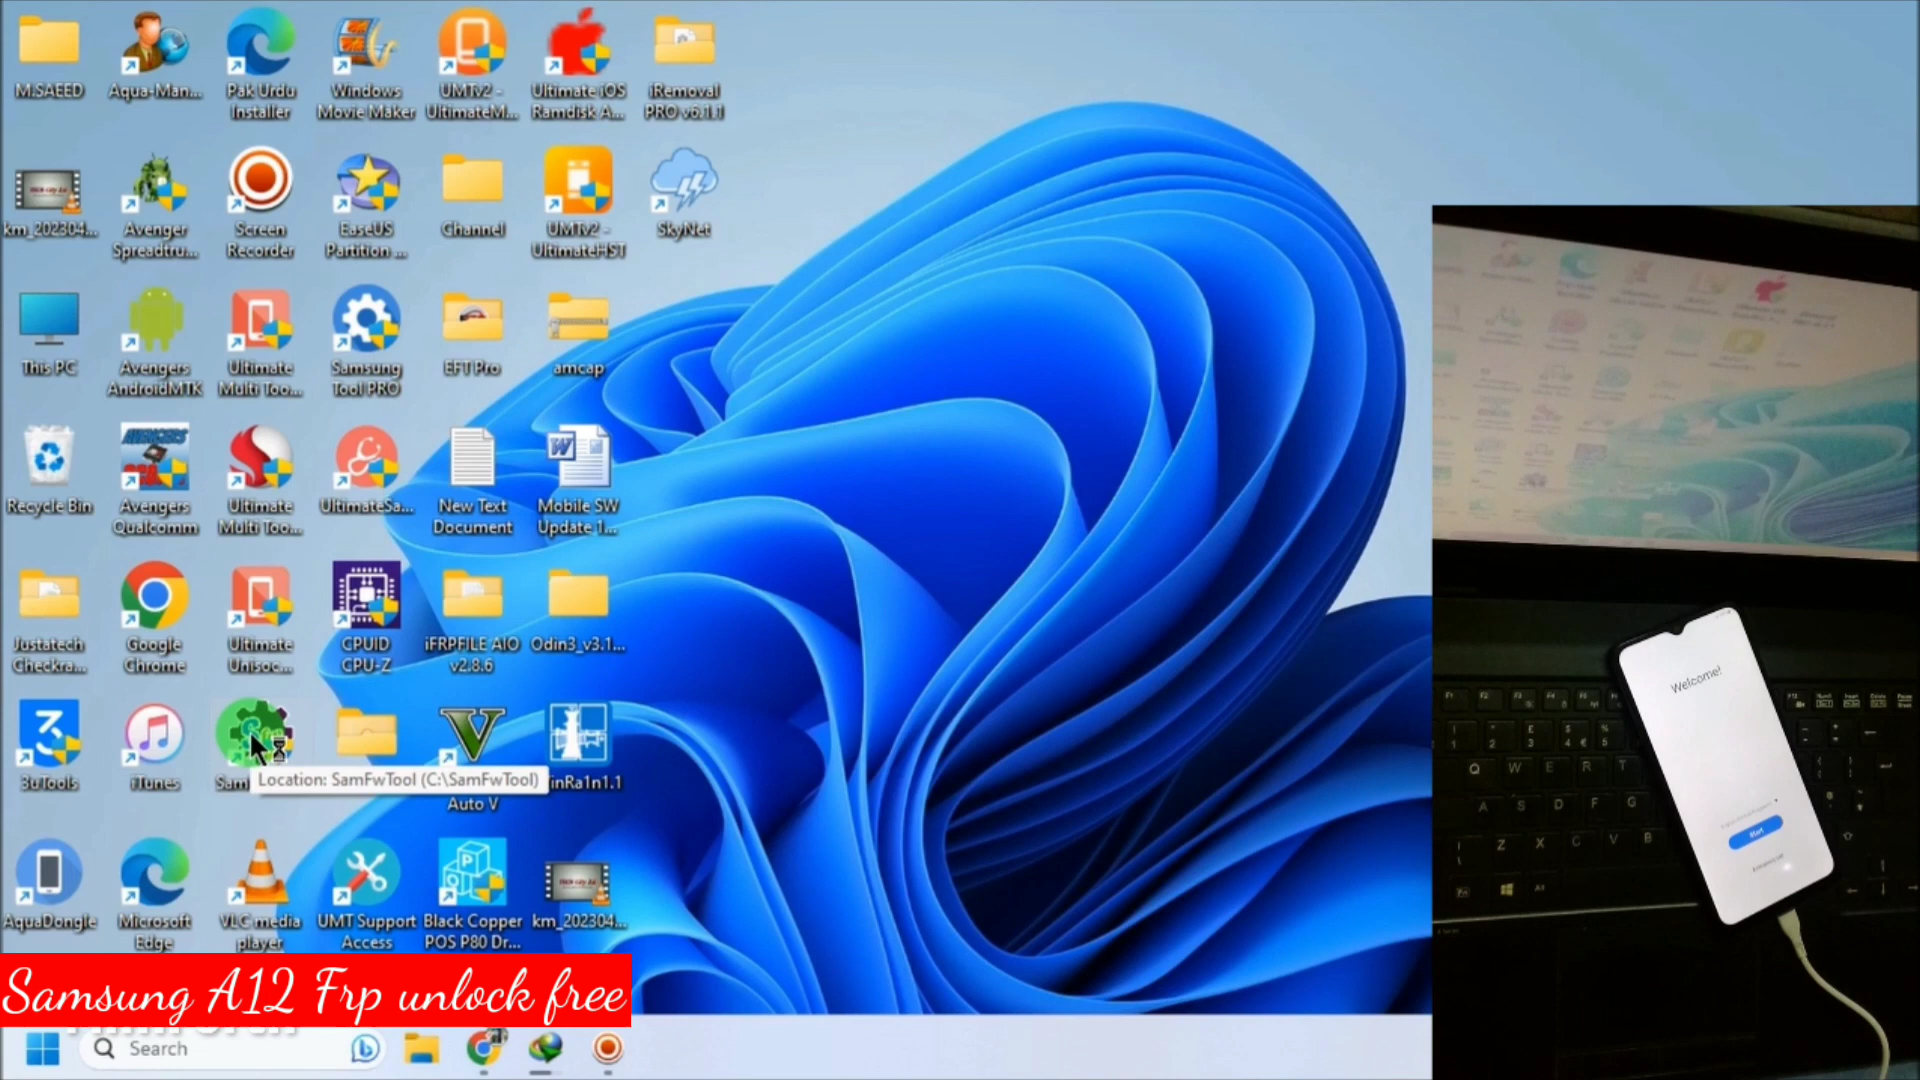 M.SAEED
Aqua-Man...
Pak Urdu
Installer
Windows
Movie Maker
UMTv2 -
UltimateM...
Ultimate iOS
Ramdisk A...
iRemoval
PRO v6.1.1
km_202304...
Avenger
Spreadtru...
Screen
Recorder
EaseUS
Partition ...
Channel
UMTv2 -
UltimateHST
SkyNet
This PC
Avengers
AndroidMTK
Ultimate
Multi Too...
Samsung
Tool PRO
EFT Pro
amcap
Recycle Bin
Avengers
Qualcomm
Ultimate
Multi Too...
UltimateSa...
New Text
Document
Mobile SW
Update 1...
Justatech
Checkra...
Google
Chrome
Ultimate
Unisoc...
CPUID
CPU-Z
iFRPFILE AIO
v2.8.6
Odin3_v3.1...
3uTools
iTunes
Sam
Location: SamFwTool (C:\SamFwTool)
Auto V
inRa1n1.1
AquaDongle
Microsoft
Edge
VLC media
player
UMT Support
Access
Black Copper
POS P80 Dr...
km_202304...
Samsung A12 Frp unlock free
Search
Welcome!
Start